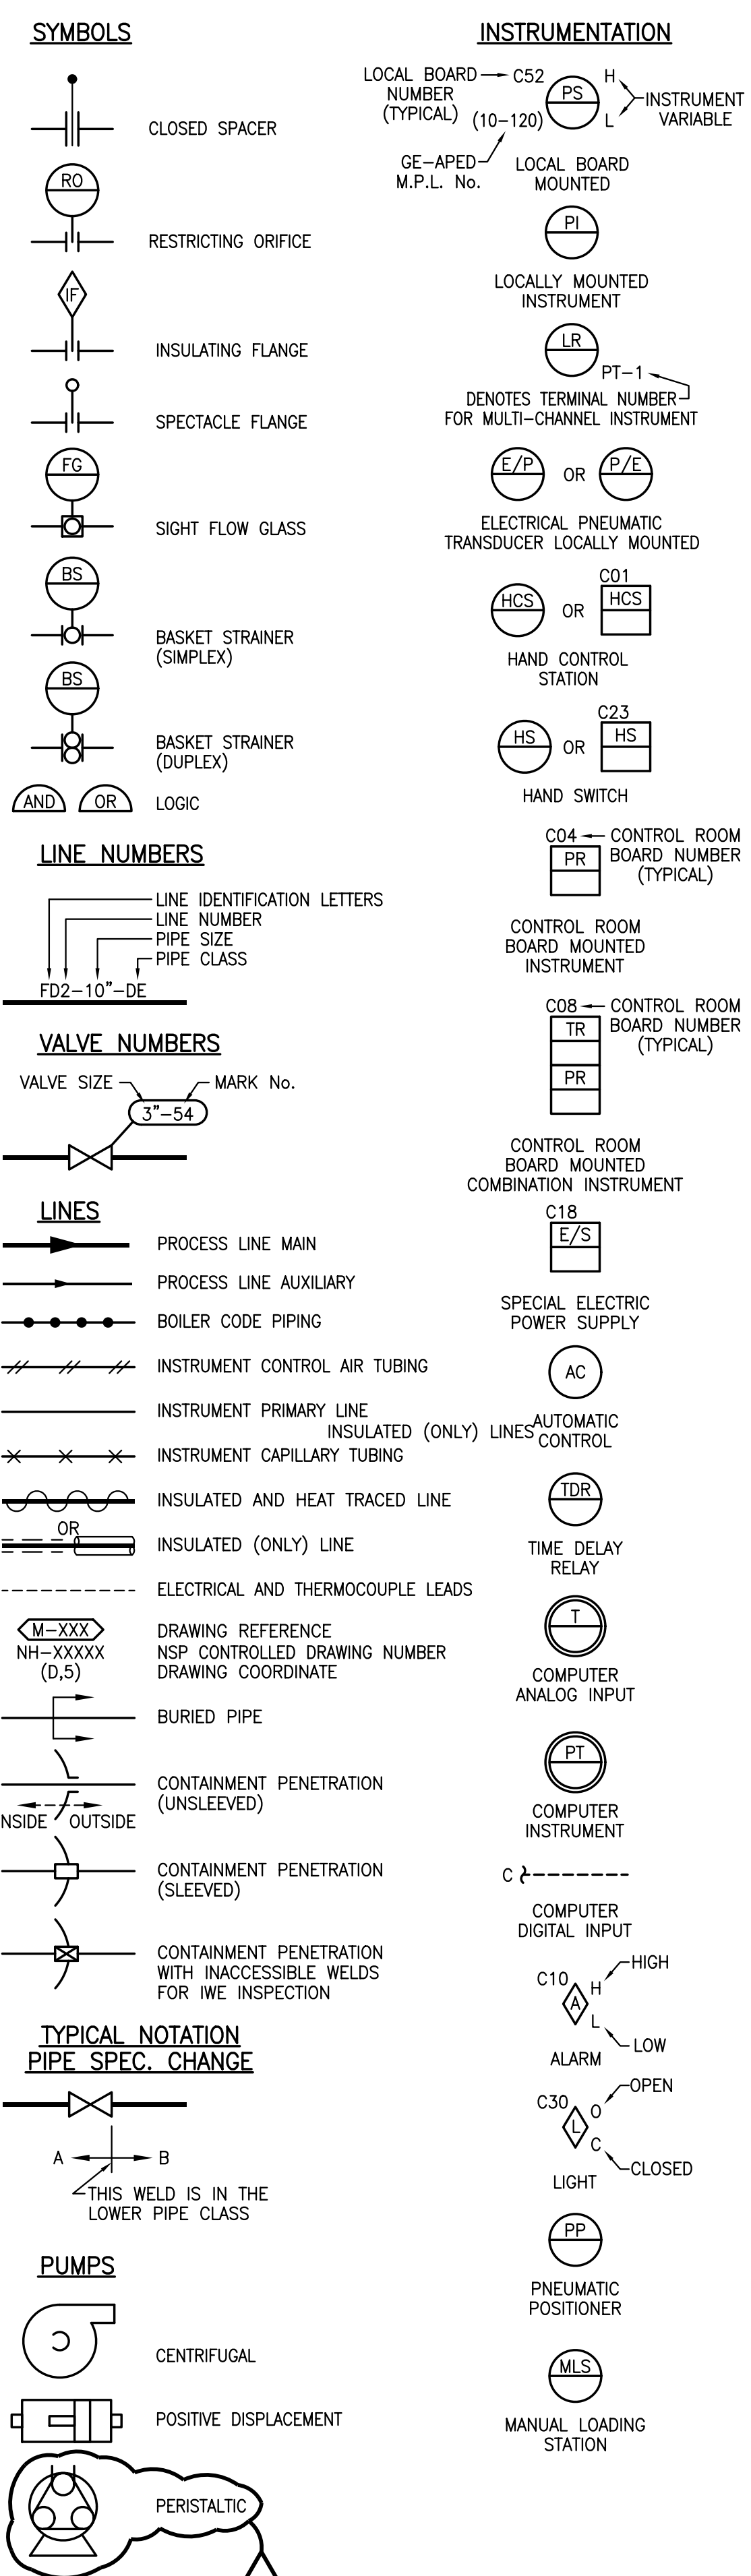 SYMBOLS
CLOSED SPACER
RO
RESTRICTING ORIFICE
IF
INSULATING FLANGE
SPECTACLE FLANGE
FG
SIGHT FLOW GLASS
BS
BASKET STRAINER
(SIMPLEX)
BS
BASKET STRAINER
(DUPLEX)
AND OR LOGIC
LINE NUMBERS
LINE IDENTIFICATION LETTERS
LINE NUMBER
PIPE SIZE
PIPE CLASS
FD2-10"-DE
VALVE NUMBERS
VALVE SIZE MARK No.
3"-54
LINES
PROCESS LINE MAIN
PROCESS LINE AUXILIARY
BOILER CODE PIPING
INSTRUMENT CONTROL AIR TUBING
INSTRUMENT PRIMARY LINE
INSULATED (ONLY) LINES
INSTRUMENT CAPILLARY TUBING
INSULATED AND HEAT TRACED LINE
OR
INSULATED (ONLY) LINE
ELECTRICAL AND THERMOCOUPLE LEADS
M-XXX DRAWING REFERENCE
NH-XXXXX NSP CONTROLLED DRAWING NUMBER
(D,5) DRAWING COORDINATE
BURIED PIPE
CONTAINMENT PENETRATION
(UNSLEEVED)
NSIDE OUTSIDE
CONTAINMENT PENETRATION
(SLEEVED)
CONTAINMENT PENETRATION
WITH INACCESSIBLE WELDS
FOR IWE INSPECTION
TYPICAL NOTATION
PIPE SPEC. CHANGE
A B
THIS WELD IS IN THE
LOWER PIPE CLASS
PUMPS
CENTRIFUGAL
POSITIVE DISPLACEMENT
PERISTALTIC
INSTRUMENTATION
LOCAL BOARD
NUMBER
(TYPICAL)
C52
PS
H
L
INSTRUMENT
VARIABLE
(10-120)
GE-APED
M.P.L. No.
LOCAL BOARD
MOUNTED
PI
LOCALLY MOUNTED
INSTRUMENT
LR
PT-1
DENOTES TERMINAL NUMBER
FOR MULTI-CHANNEL INSTRUMENT
E/P OR P/E
ELECTRICAL PNEUMATIC
TRANSDUCER LOCALLY MOUNTED
C01
HCS OR HCS
HAND CONTROL
STATION
C23
HS OR HS
HAND SWITCH
C04
CONTROL ROOM
BOARD NUMBER
(TYPICAL)
PR
CONTROL ROOM
BOARD MOUNTED
INSTRUMENT
C08
CONTROL ROOM
BOARD NUMBER
(TYPICAL)
TR
PR
CONTROL ROOM
BOARD MOUNTED
COMBINATION INSTRUMENT
C18
E/S
SPECIAL ELECTRIC
POWER SUPPLY
AC
AUTOMATIC
CONTROL
TDR
TIME DELAY
RELAY
T
COMPUTER
ANALOG INPUT
PT
COMPUTER
INSTRUMENT
C
COMPUTER
DIGITAL INPUT
HIGH
C10
A
H
L
LOW
ALARM
OPEN
C30
L
O
C
CLOSED
LIGHT
PP
PNEUMATIC
POSITIONER
MLS
MANUAL LOADING
STATION